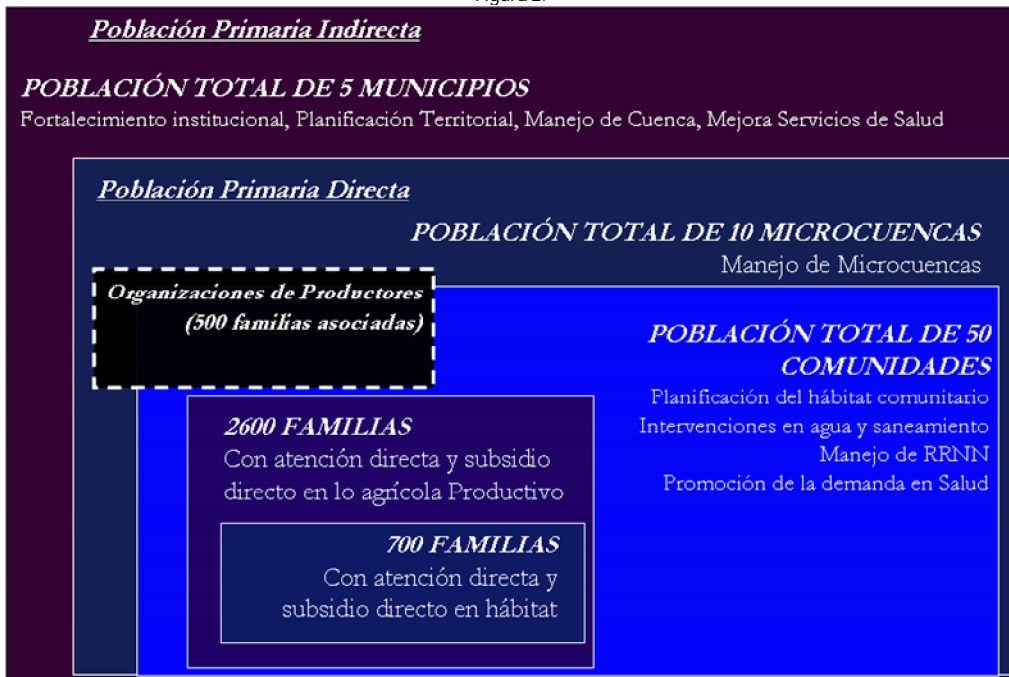 Población Primaria Indirecta
POBLACIÓN TOTAL DE 5 MUNICIPIOS
Fortalecimiento institucional, Planificación Territorial, Manejo de Cuenca, Mejora Servicios de Salud
Población Primaria Directa
POBLACIÓN TOTAL DE 10 MICROCUENCAS
Manejo de Microcuencas
Organizaciones de Productores
(500 familias asociadas)
POBLACIÓN TOTAL DE 50
COMUNIDADES
Planificación del hábitat comunitario
Intervenciones en agua y saneamiento
Manejo de RRNN
Promoción de la demanda en Salud
2600 FAMILIAS
Con atención directa y subsidio
directo en lo agrícola Productivo
700 FAMILIAS
Con atención directa y
subsidio directo en hábitat